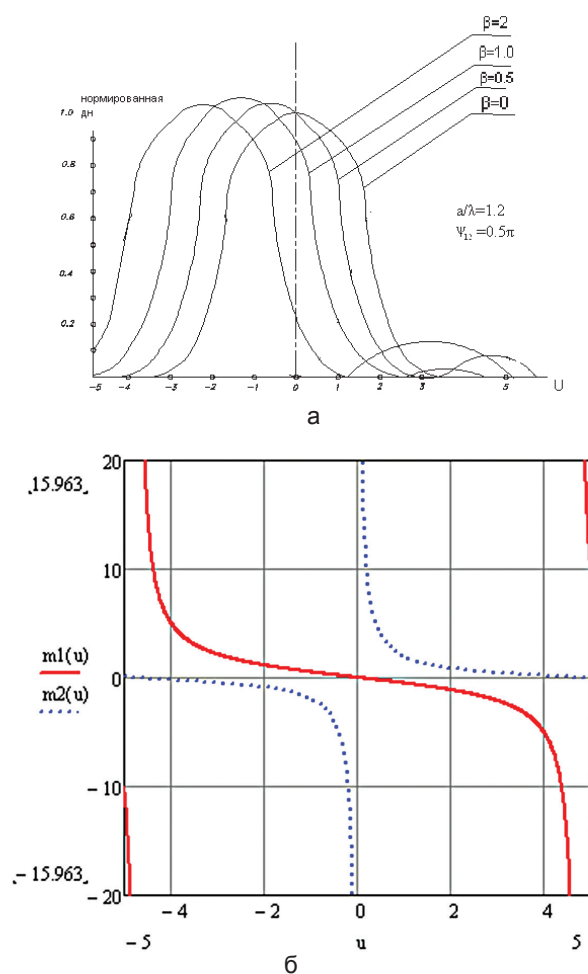 β=2
β=1.0
β=0.5
β=0
нормированная
дн
1.0
0.8
0.6
0.4
0.2
a/λ=1.2
Ψ₁₂ =0.5π
-5 -4 -3 -2 -1 0 1 2 3 5 U
а
20
15.963
10
m1(u)
0
m2(u)
−10
−15.963
−20
−4 −2 0 2 4
−5 u 5
б